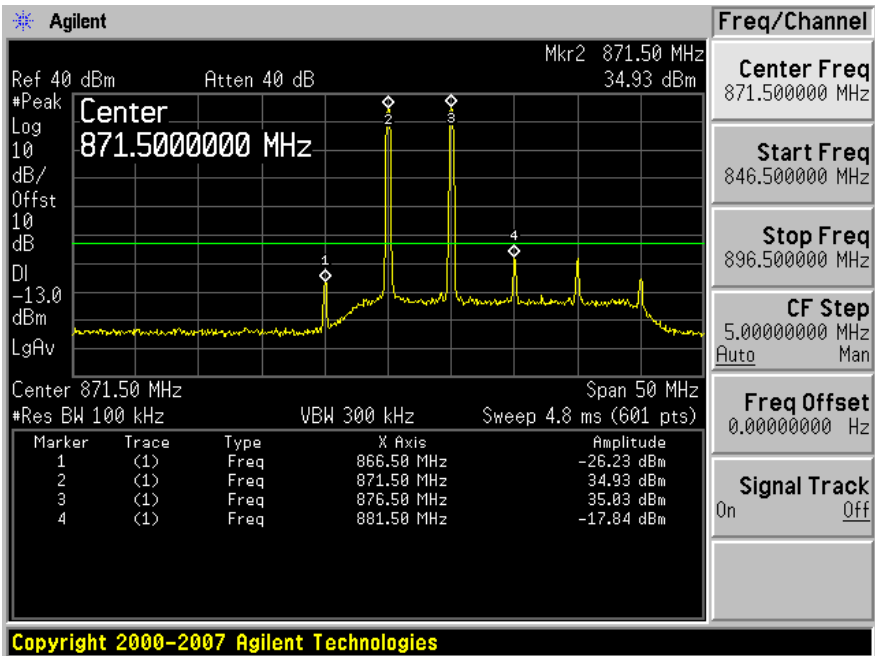 Agilent
Freq/Channel
Mkr2 871.50 MHz
Ref 40 dBm Atten 40 dB 34.93 dBm
#Peak
Log
10
dB/
Offst
10
dB
DI
-13.0
dBm
LgAv
Center
871.5000000 MHz
1
2
3
4
Center 871.50 MHz Span 50 MHz
#Res BW 100 kHz VBW 300 kHz Sweep 4.8 ms (601 pts)
Marker Trace Type X Axis Amplitude
1 (1) Freq 866.50 MHz -26.23 dBm
2 (1) Freq 871.50 MHz 34.93 dBm
3 (1) Freq 876.50 MHz 35.03 dBm
4 (1) Freq 881.50 MHz -17.84 dBm
Center Freq
871.500000 MHz
Start Freq
846.500000 MHz
Stop Freq
896.500000 MHz
CF Step
5.00000000 MHz
Auto Man
Freq Offset
0.00000000 Hz
Signal Track
On Off
Copyright 2000-2007 Agilent Technologies